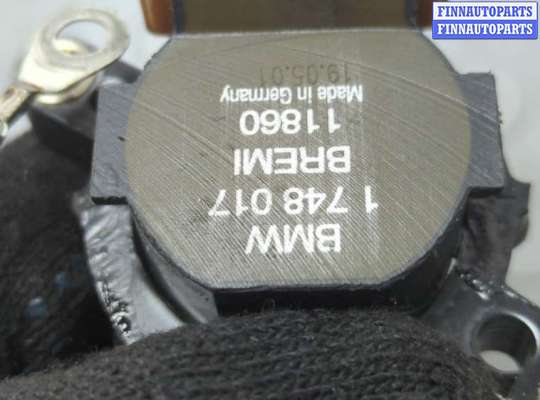 FINNAUTOPARTS
FINNAUTOPARTS
BMW
1 748 017
BREMI
11860
Made in Germany
19.05.01